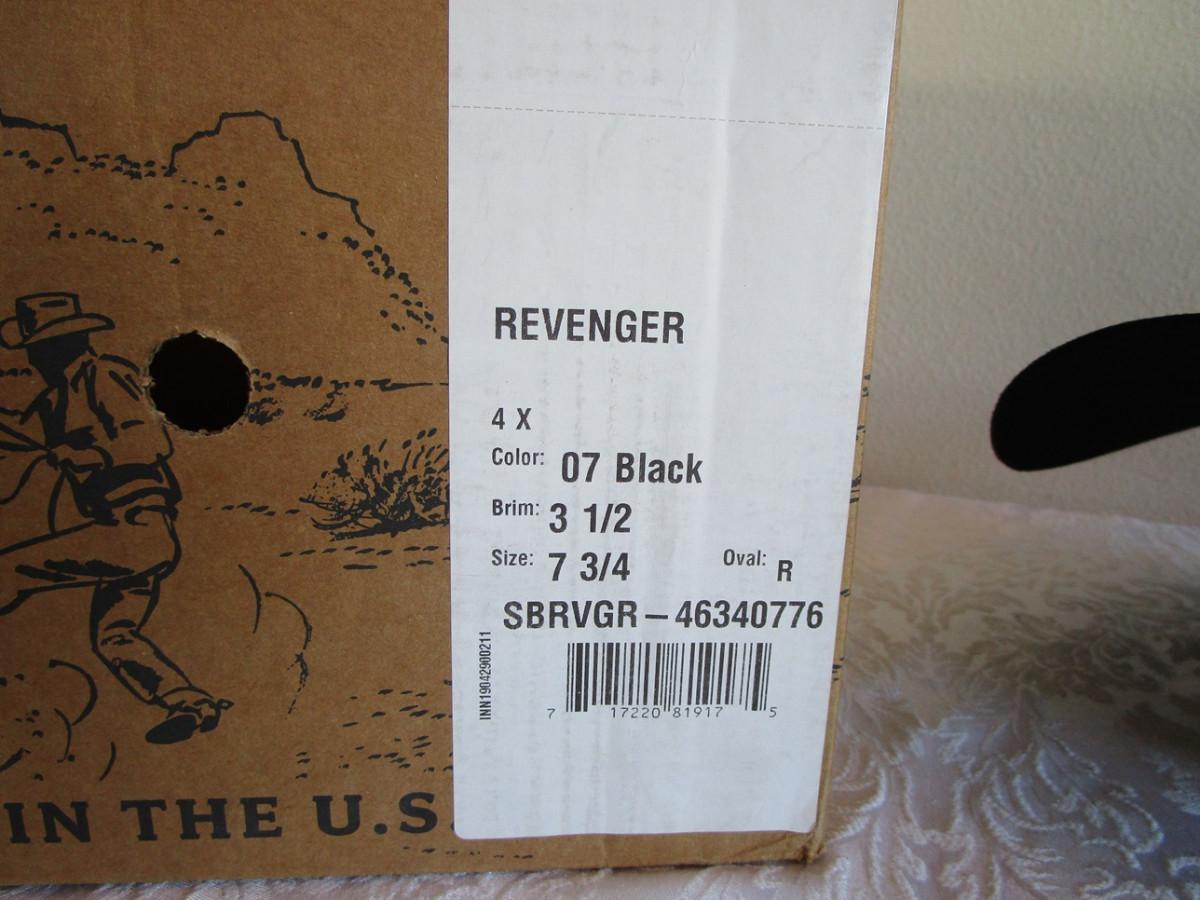 REVENGER
4 X
Color: 07 Black
Brim: 3 1/2
Size: 7 3/4 Oval: R
SBRVGR-46340776
INN19042900211
7 17220 81917 5
IN THE U.S.